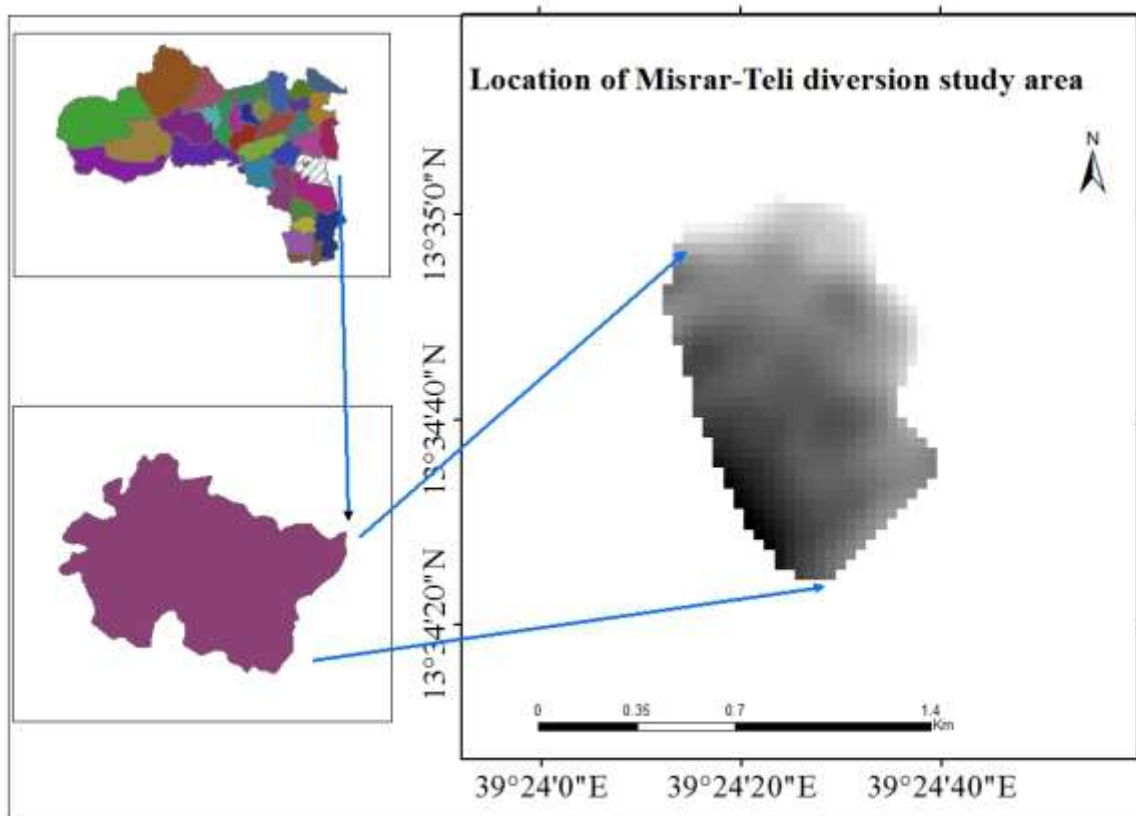 Location of Misrar-Teli diversion study area
N
13°35'0"N
13°34'40"N
13°34'20"N
0 0.35 0.7 1.4
Km
39°24'0"E 39°24'20"E 39°24'40"E